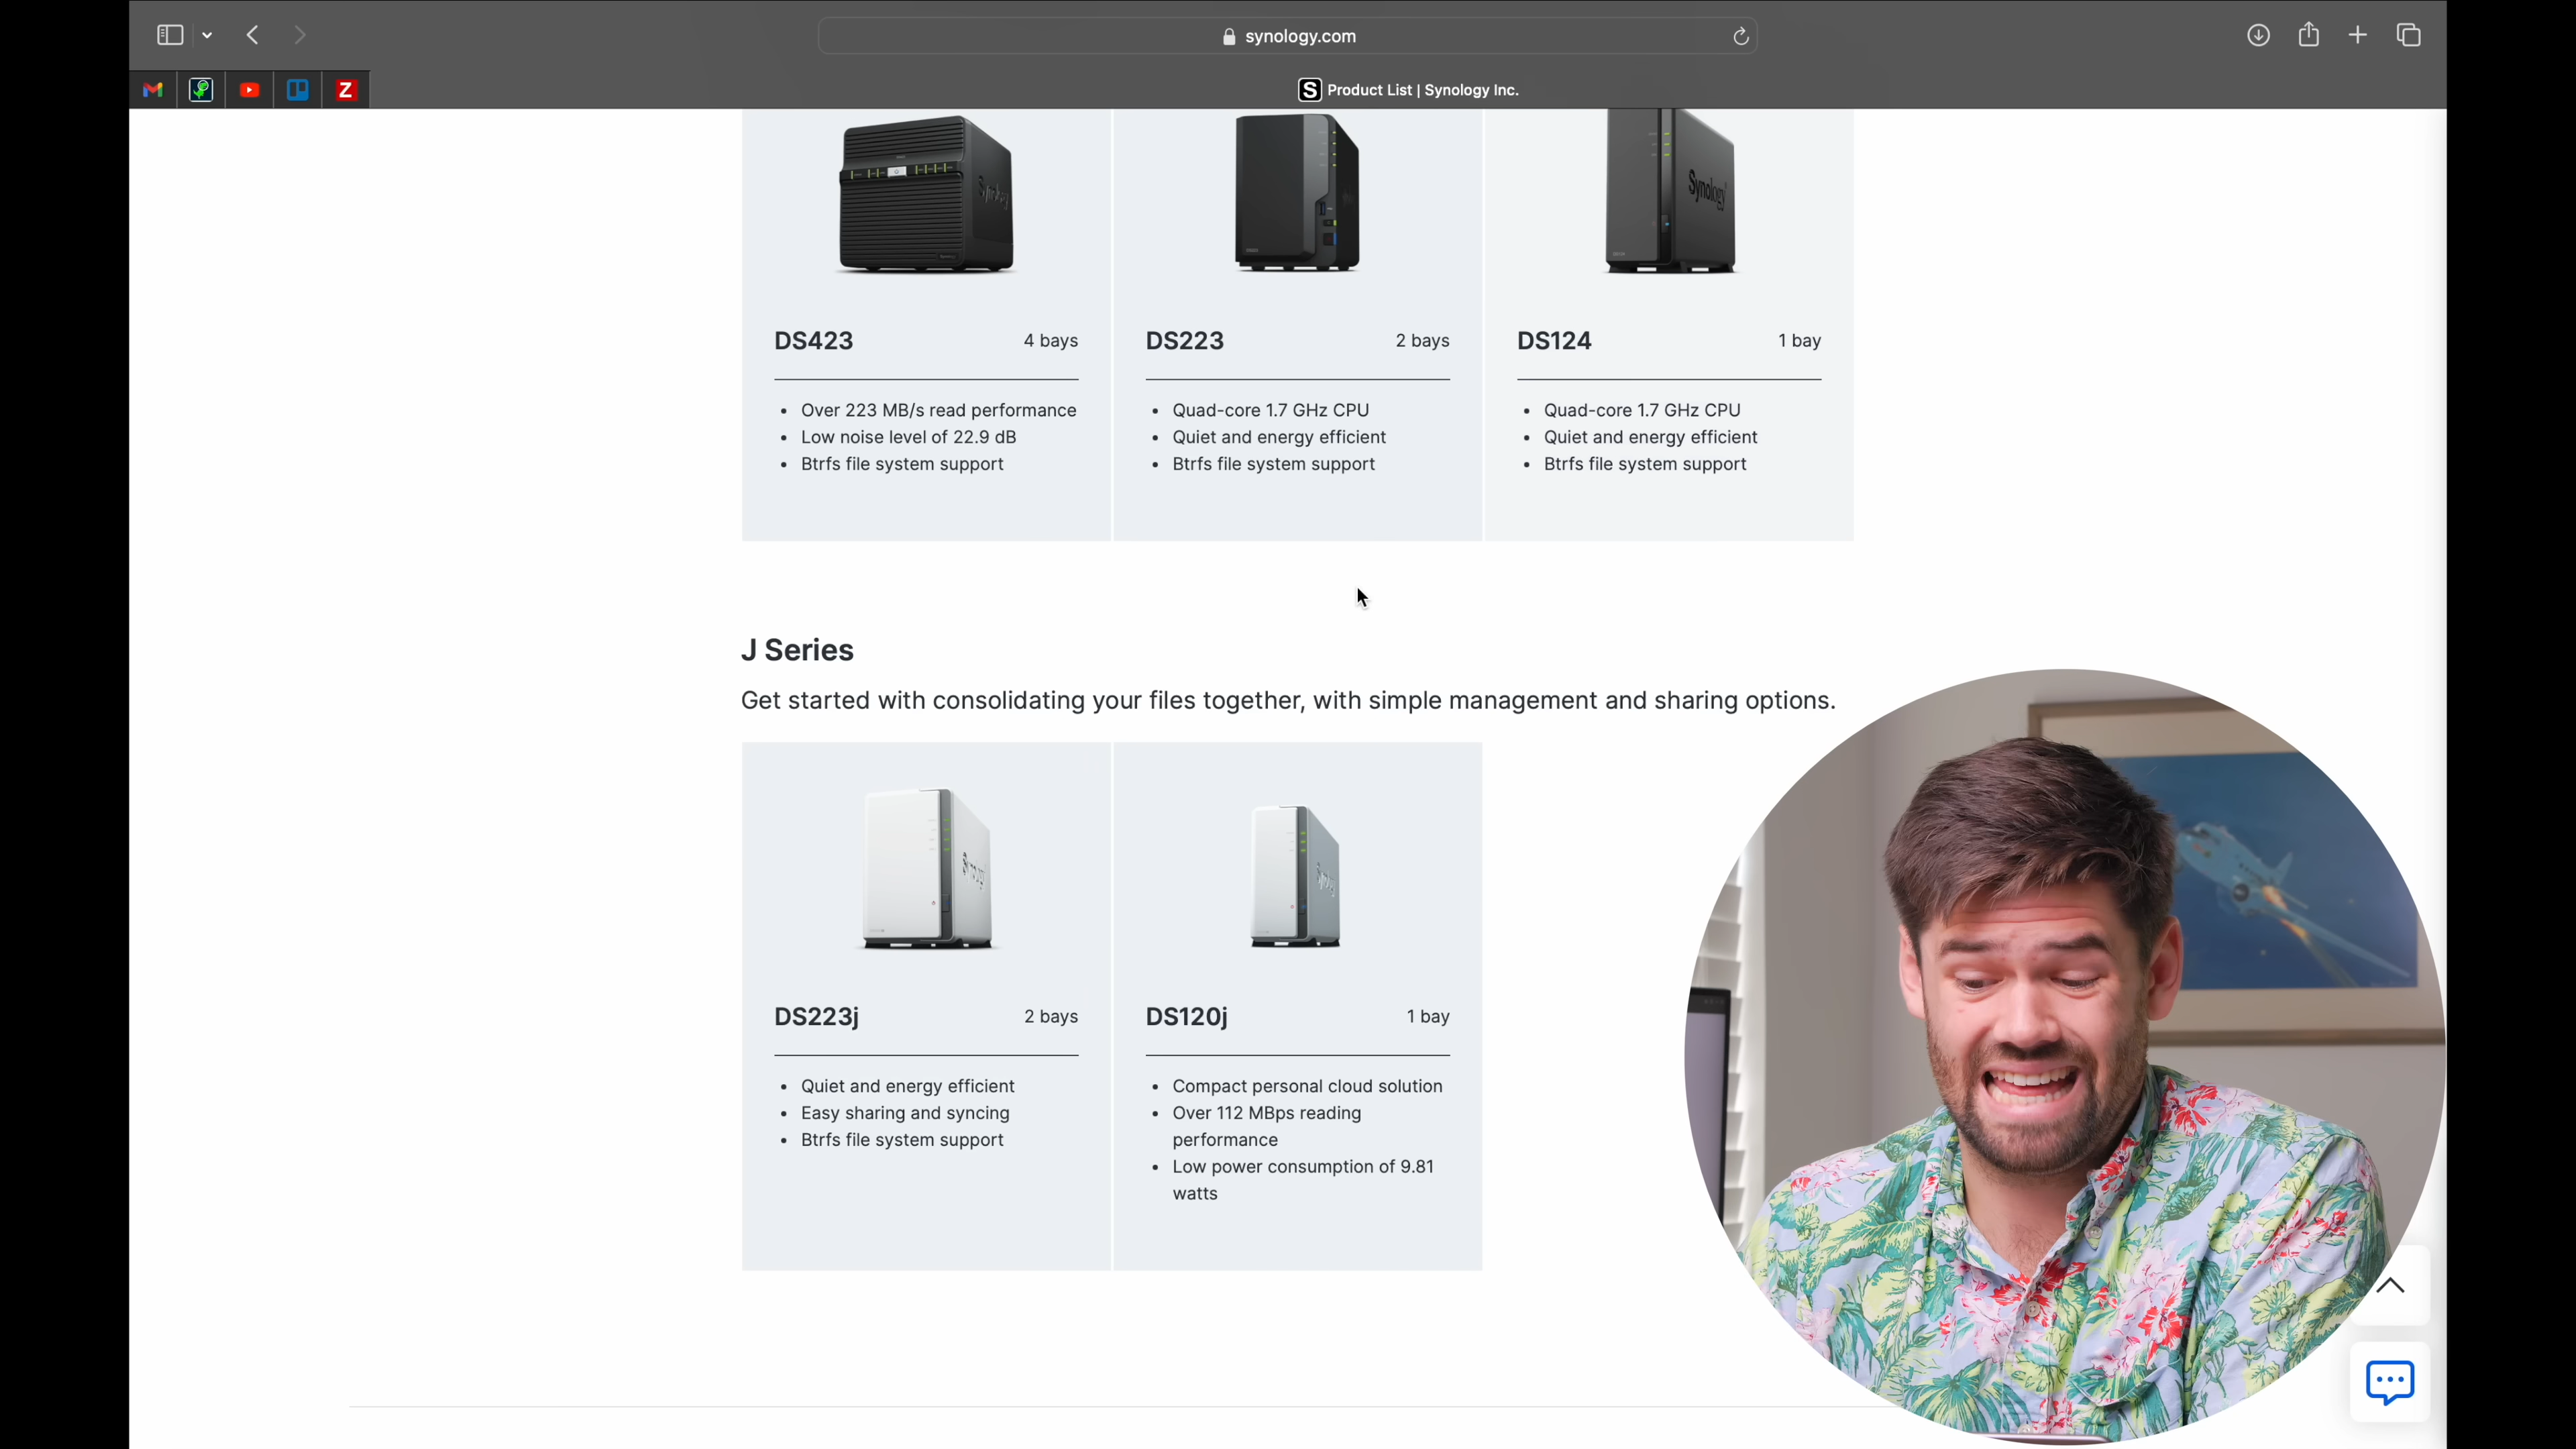 synology.com
Z
S Product List | Synology Inc.
Synology
Synology
DS423 4 bays
Over 223 MB/s read performance
Low noise level of 22.9 dB
Btrfs file system support
DS223 2 bays
Quad-core 1.7 GHz CPU
Quiet and energy efficient
Btrfs file system support
DS124 1 bay
Quad-core 1.7 GHz CPU
Quiet and energy efficient
Btrfs file system support
J Series
Get started with consolidating your files together, with simple management and sharing options.
Synology
Synology
DS223j 2 bays
Quiet and energy efficient
Easy sharing and syncing
Btrfs file system support
DS120j 1 bay
Compact personal cloud solution
Over 112 MBps reading
performance
Low power consumption of 9.81
watts